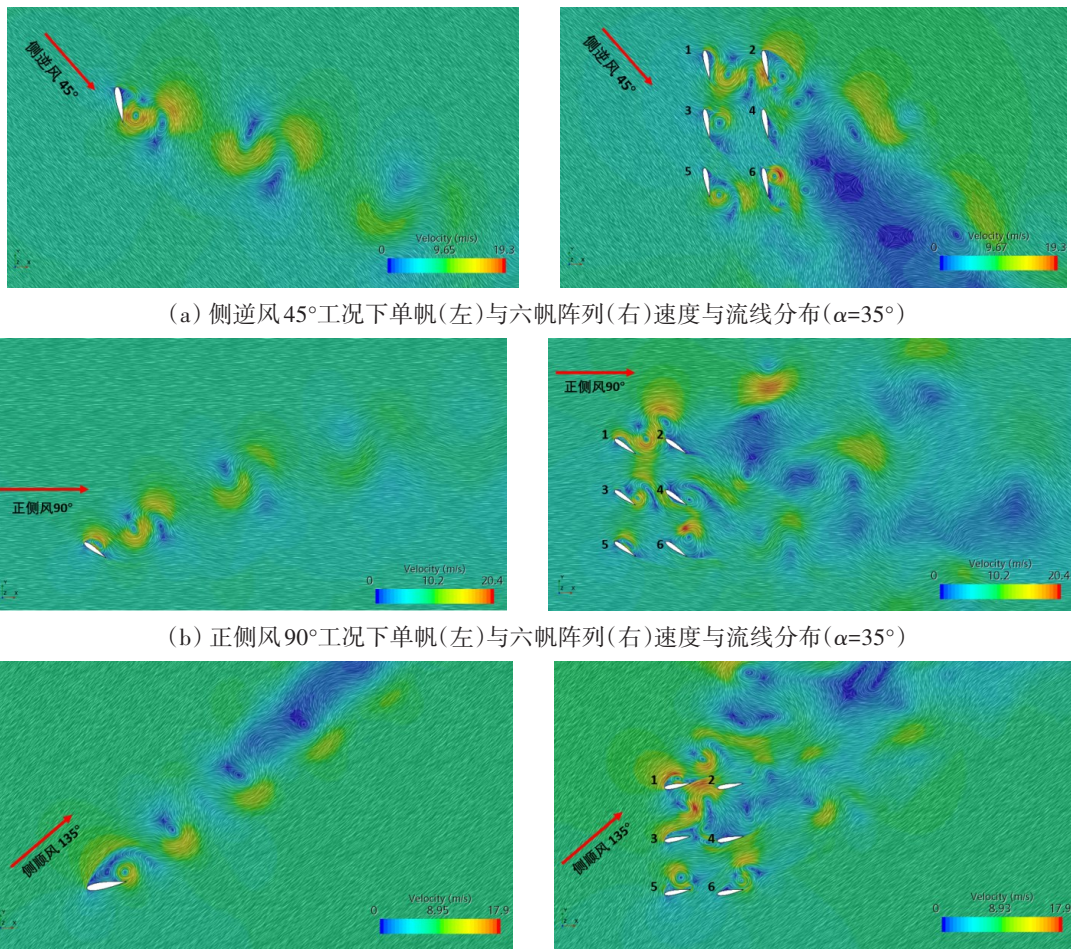 侧逆风 45°
Velocity (m/s)
0 9.65 19.3
侧逆风 45°
1 2
3 4
5 6
Velocity (m/s)
0 9.67 19.3
(a) 侧逆风45°工况下单帆(左)与六帆阵列(右)速度与流线分布(α=35°)
正侧风90°
Velocity (m/s)
0 10.2 20.4
正侧风90°
1 2
3 4
5 6
Velocity (m/s)
0 10.2 20.4
(b) 正侧风90°工况下单帆(左)与六帆阵列(右)速度与流线分布(α=35°)
侧顺风 135°
Velocity (m/s)
0 8.95 17.9
侧顺风 135°
1 2
3 4
5 6
Velocity (m/s)
0 8.93 17.9